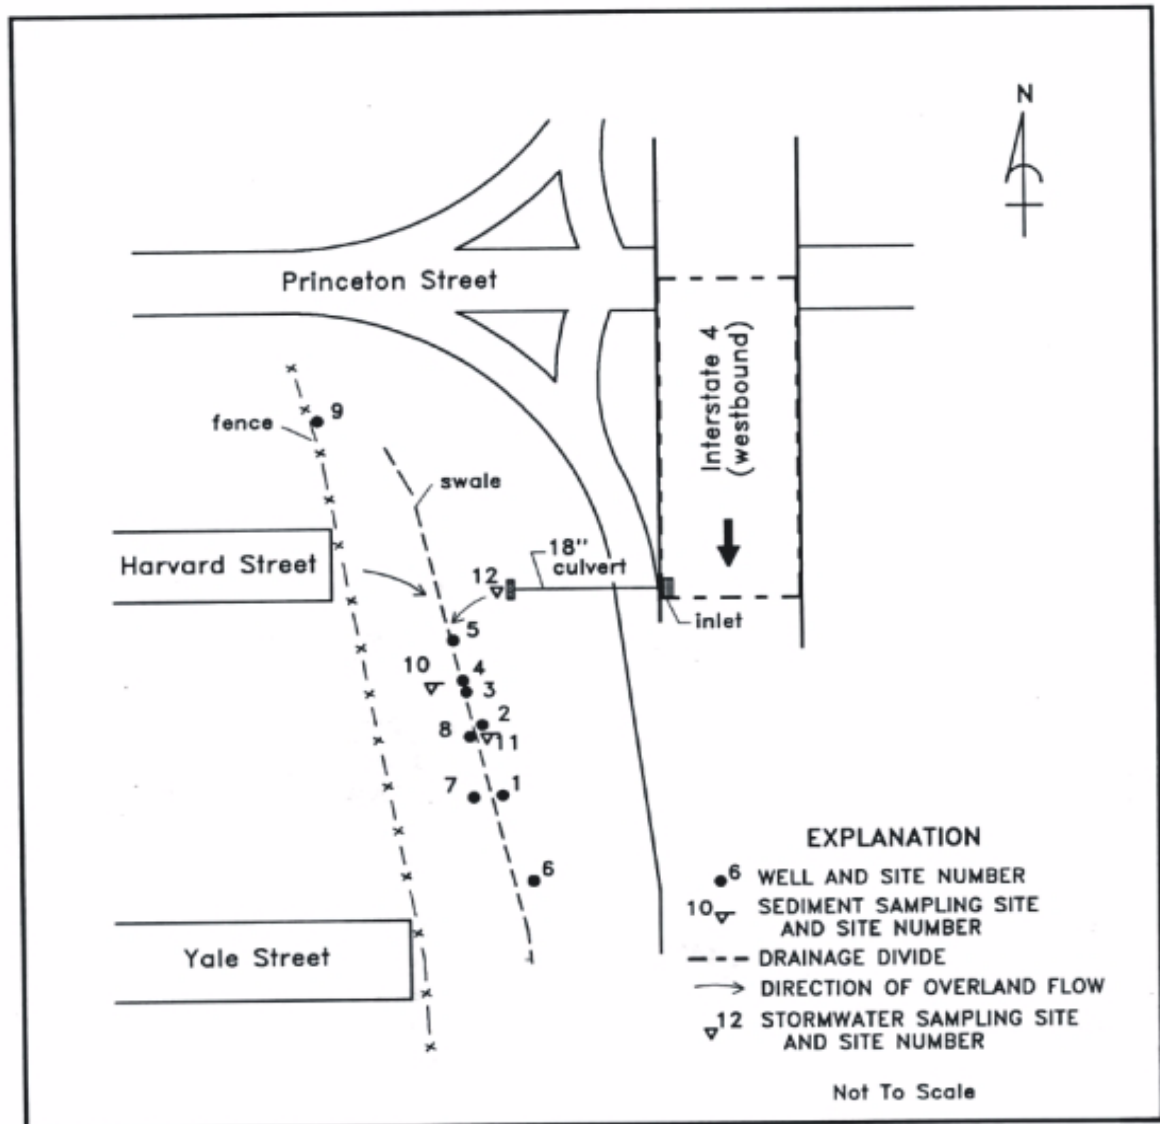 N
Princeton Street
Interstate 4
(westbound)
9
fence
swale
Harvard Street
18"
culvert
12
inlet
5
10
4
3
2
8
11
7
1
6
Yale Street
EXPLANATION
6 WELL AND SITE NUMBER
10 SEDIMENT SAMPLING SITE
AND SITE NUMBER
DRAINAGE DIVIDE
DIRECTION OF OVERLAND FLOW
12 STORMWATER SAMPLING SITE
AND SITE NUMBER
Not To Scale